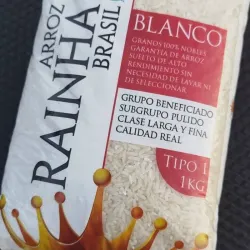 ARROZ
RAINHA
BRASIL
BLANCO
GRANOS 100% NOBLES
GARANTIA DE ARROZ
SUELTO DE ALTO
RENDIMIENTO SIN
NECESIDAD DE LAVAR NI
DE SELECCIONAR
GRUPO BENEFICIADO
SUBGRUPO PULIDO
CLASE LARGA Y FINA
CALIDAD REAL
TIPO 1
1KG